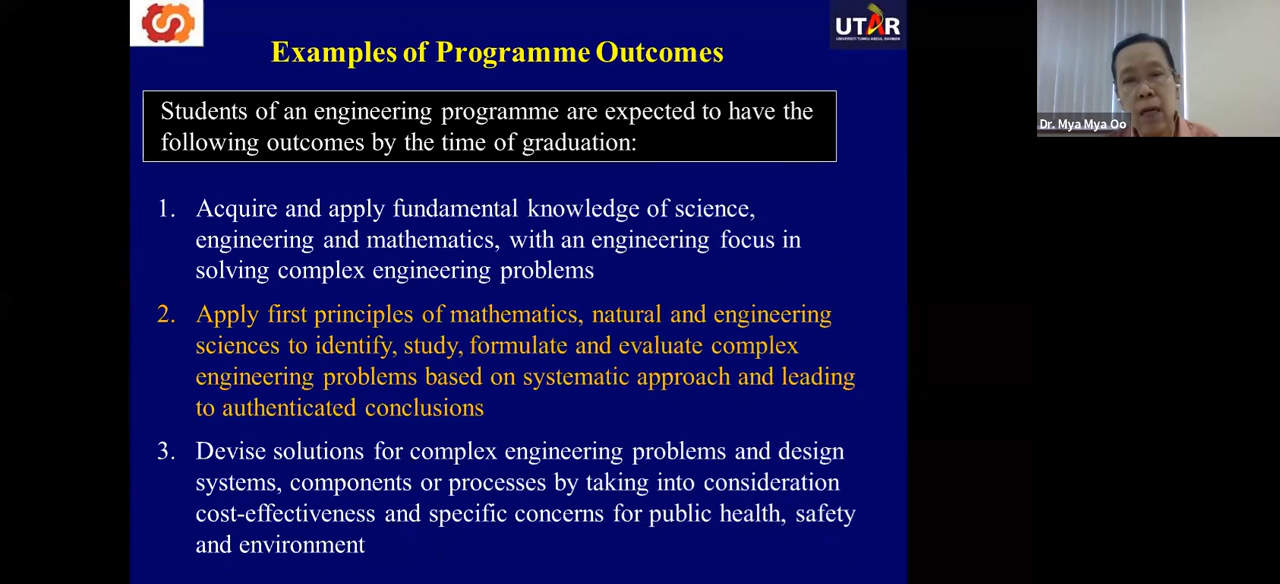 UTAR
UNIVERSITI TUNKU ABDUL RAHMAN
Examples of Programme Outcomes
Dr. Mya Mya Oo
Students of an engineering programme are expected to have the
following outcomes by the time of graduation:
1. Acquire and apply fundamental knowledge of science,
engineering and mathematics, with an engineering focus in
solving complex engineering problems
2. Apply first principles of mathematics, natural and engineering
sciences to identify, study, formulate and evaluate complex
engineering problems based on systematic approach and leading
to authenticated conclusions
3. Devise solutions for complex engineering problems and design
systems, components or processes by taking into consideration
cost-effectiveness and specific concerns for public health, safety
and environment